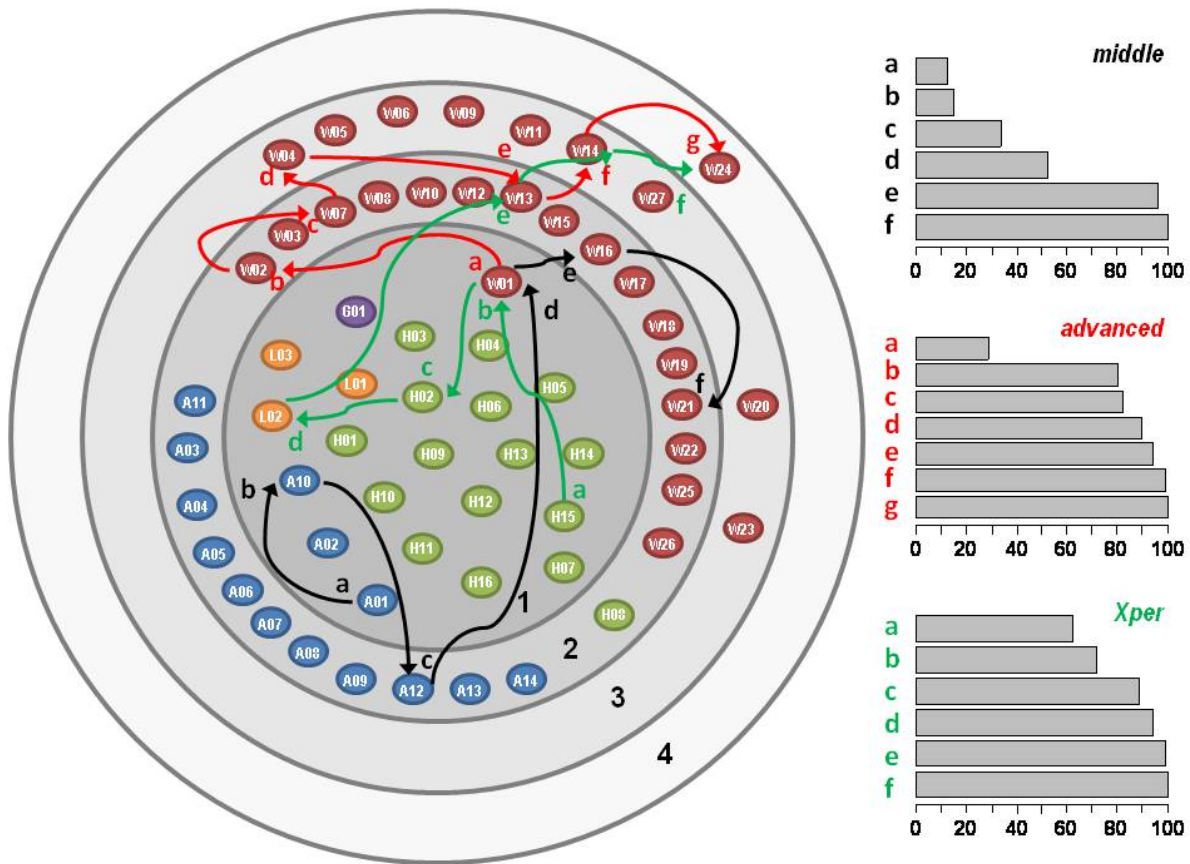 W06
W09
W05
W11
W04
e
W14
g
W24
d
f
W07
W08
W10
W12
W13
W27
f
c
e
W03
W15
W02
b
a
W16
e
W01
W17
G01
b
d
H03
H04
W18
L03
c
W19
A11
L01
H02
H05
f
L02
H06
W21
W20
d
H01
A03
H09
H13
H14
W22
A10
b
A04
H10
H12
a
W25
H15
A02
A05
H11
W26
W23
a
H16
H07
A06
A01
1
H08
A07
A08
c
2
A09
A12
A13
A14
3
4
middle
a
b
c
d
e
f
0 20 40 60 80 100
advanced
a
b
c
d
e
f
g
0 20 40 60 80 100
Xper
a
b
c
d
e
f
0 20 40 60 80 100